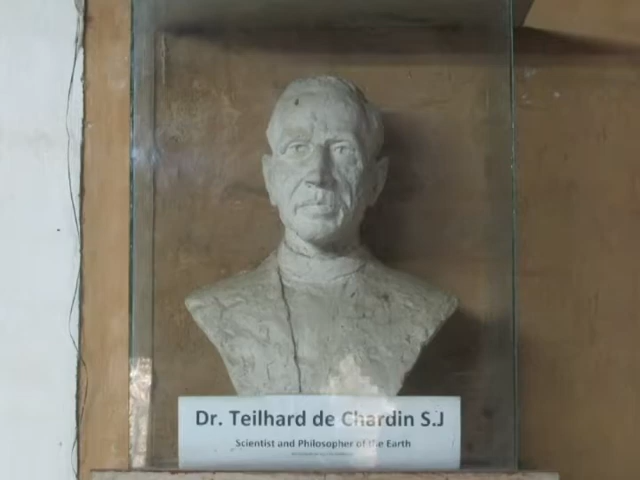 Dr. Teilhard de Chardin S.J
Scientist and Philosopher of the Earth